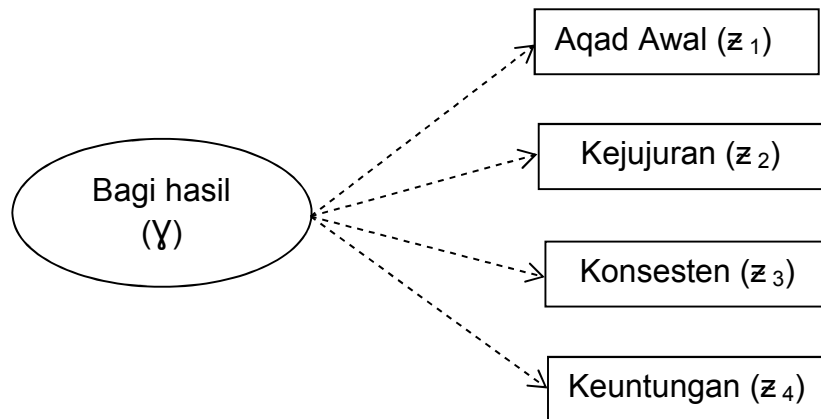 Aqad Awal (ƶ 1)
Kejujuran (ƶ 2)
Bagi hasil
(Ɣ)
Konsesten (ƶ 3)
Keuntungan (ƶ 4)